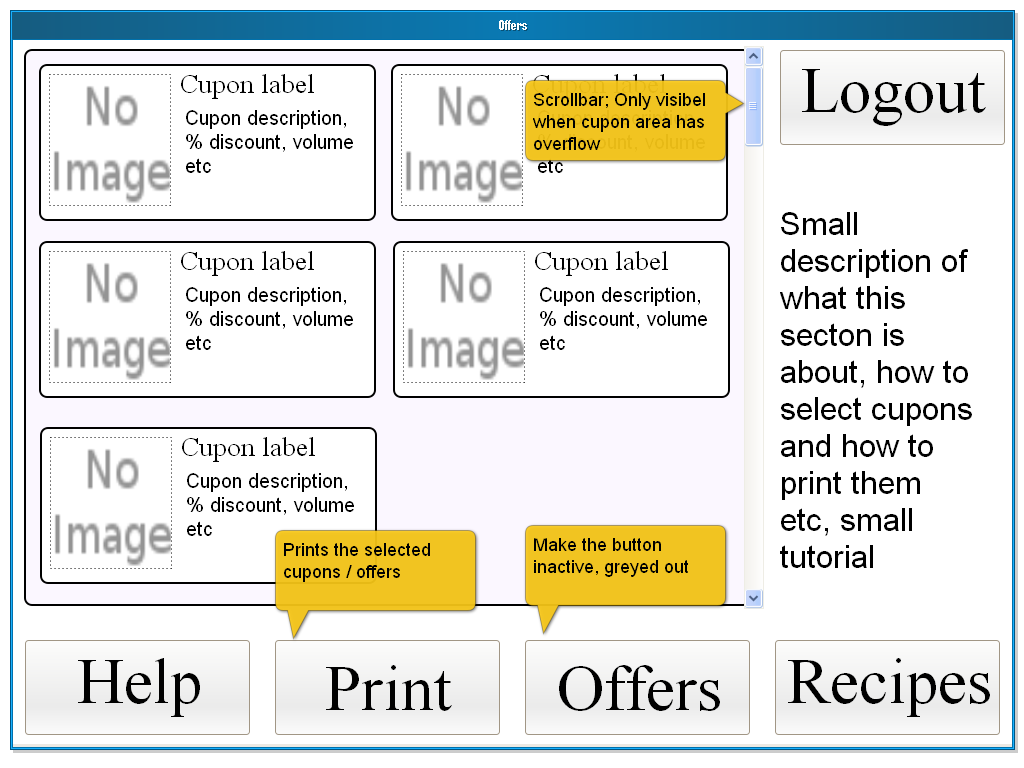 Offers
No
Image
Cupon label
Cupon description,
% discount, volume
etc
No
Image
Cupon label
volume
etc
Scrollbar; Only visibel
when cupon area has
overflow
Logout
No
Image
Cupon label
Cupon description,
% discount, volume
etc
No
Image
Cupon label
Cupon description,
% discount, volume
etc
Small
description of
what this
secton is
about, how to
select cupons
and how to
print them
etc, small
tutorial
No
Image
Cupon label
Cupon description,
% discount, volume
etc
Prints the selected
cupons / offers
Make the button
inactive, greyed out
Help
Print
Offers
Recipes